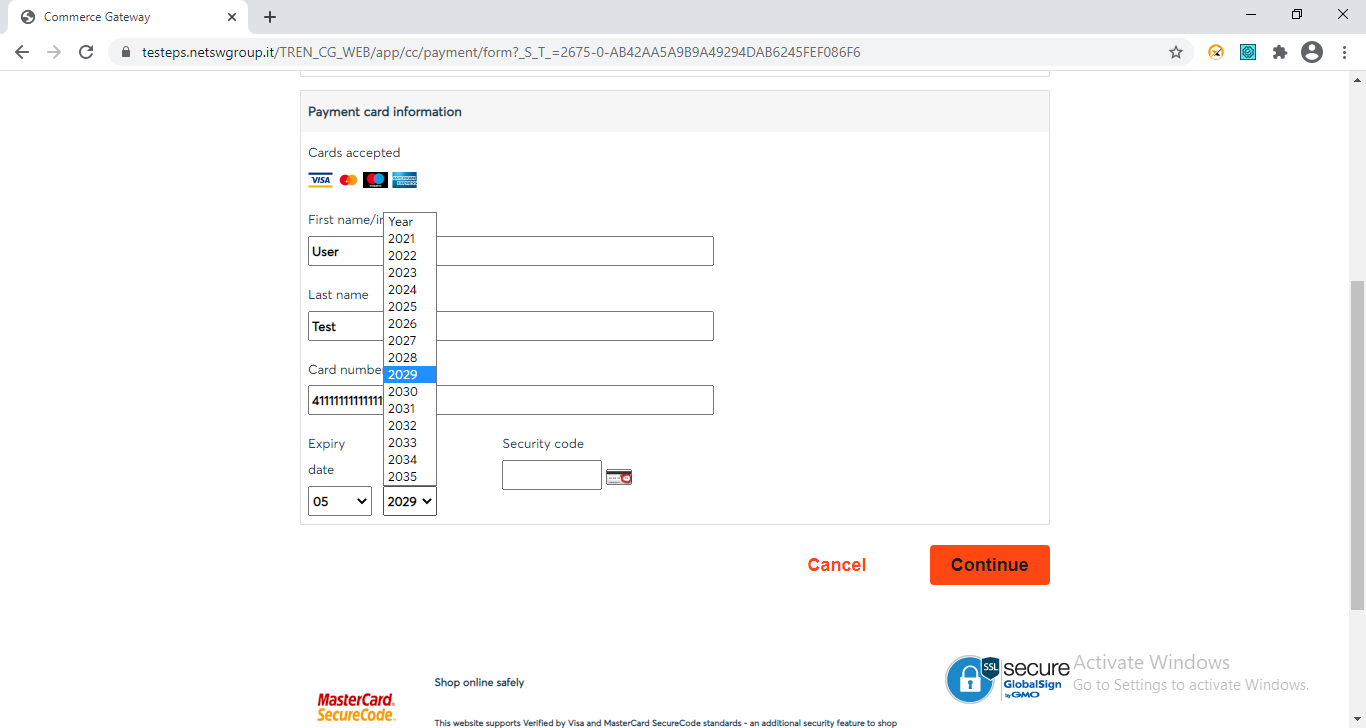 Commerce Gateway
testeps.netswgroup.it/TREN_CG_WEB/app/cc/payment/form?_S_T_=2675-0-AB42AA5A9B9A49294DAB6245FEF086F6
Payment card information
Cards accepted
VISA
First name/ir
User
Last name
Test
Card numbe
41111111111111
Year
2021
2022
2023
2024
2025
2026
2027
2028
2029
2030
2031
2032
2033
2034
2035
Expiry
date
05
2029
Security code
Cancel
Continue
MasterCard.
SecureCode.
Shop online safely
This website supports Verified by Visa and MasterCard SecureCode standards - an additional security feature to shop
SSL
secure
GlobalSign
by GMO
Activate Windows
Go to Settings to activate Windows.